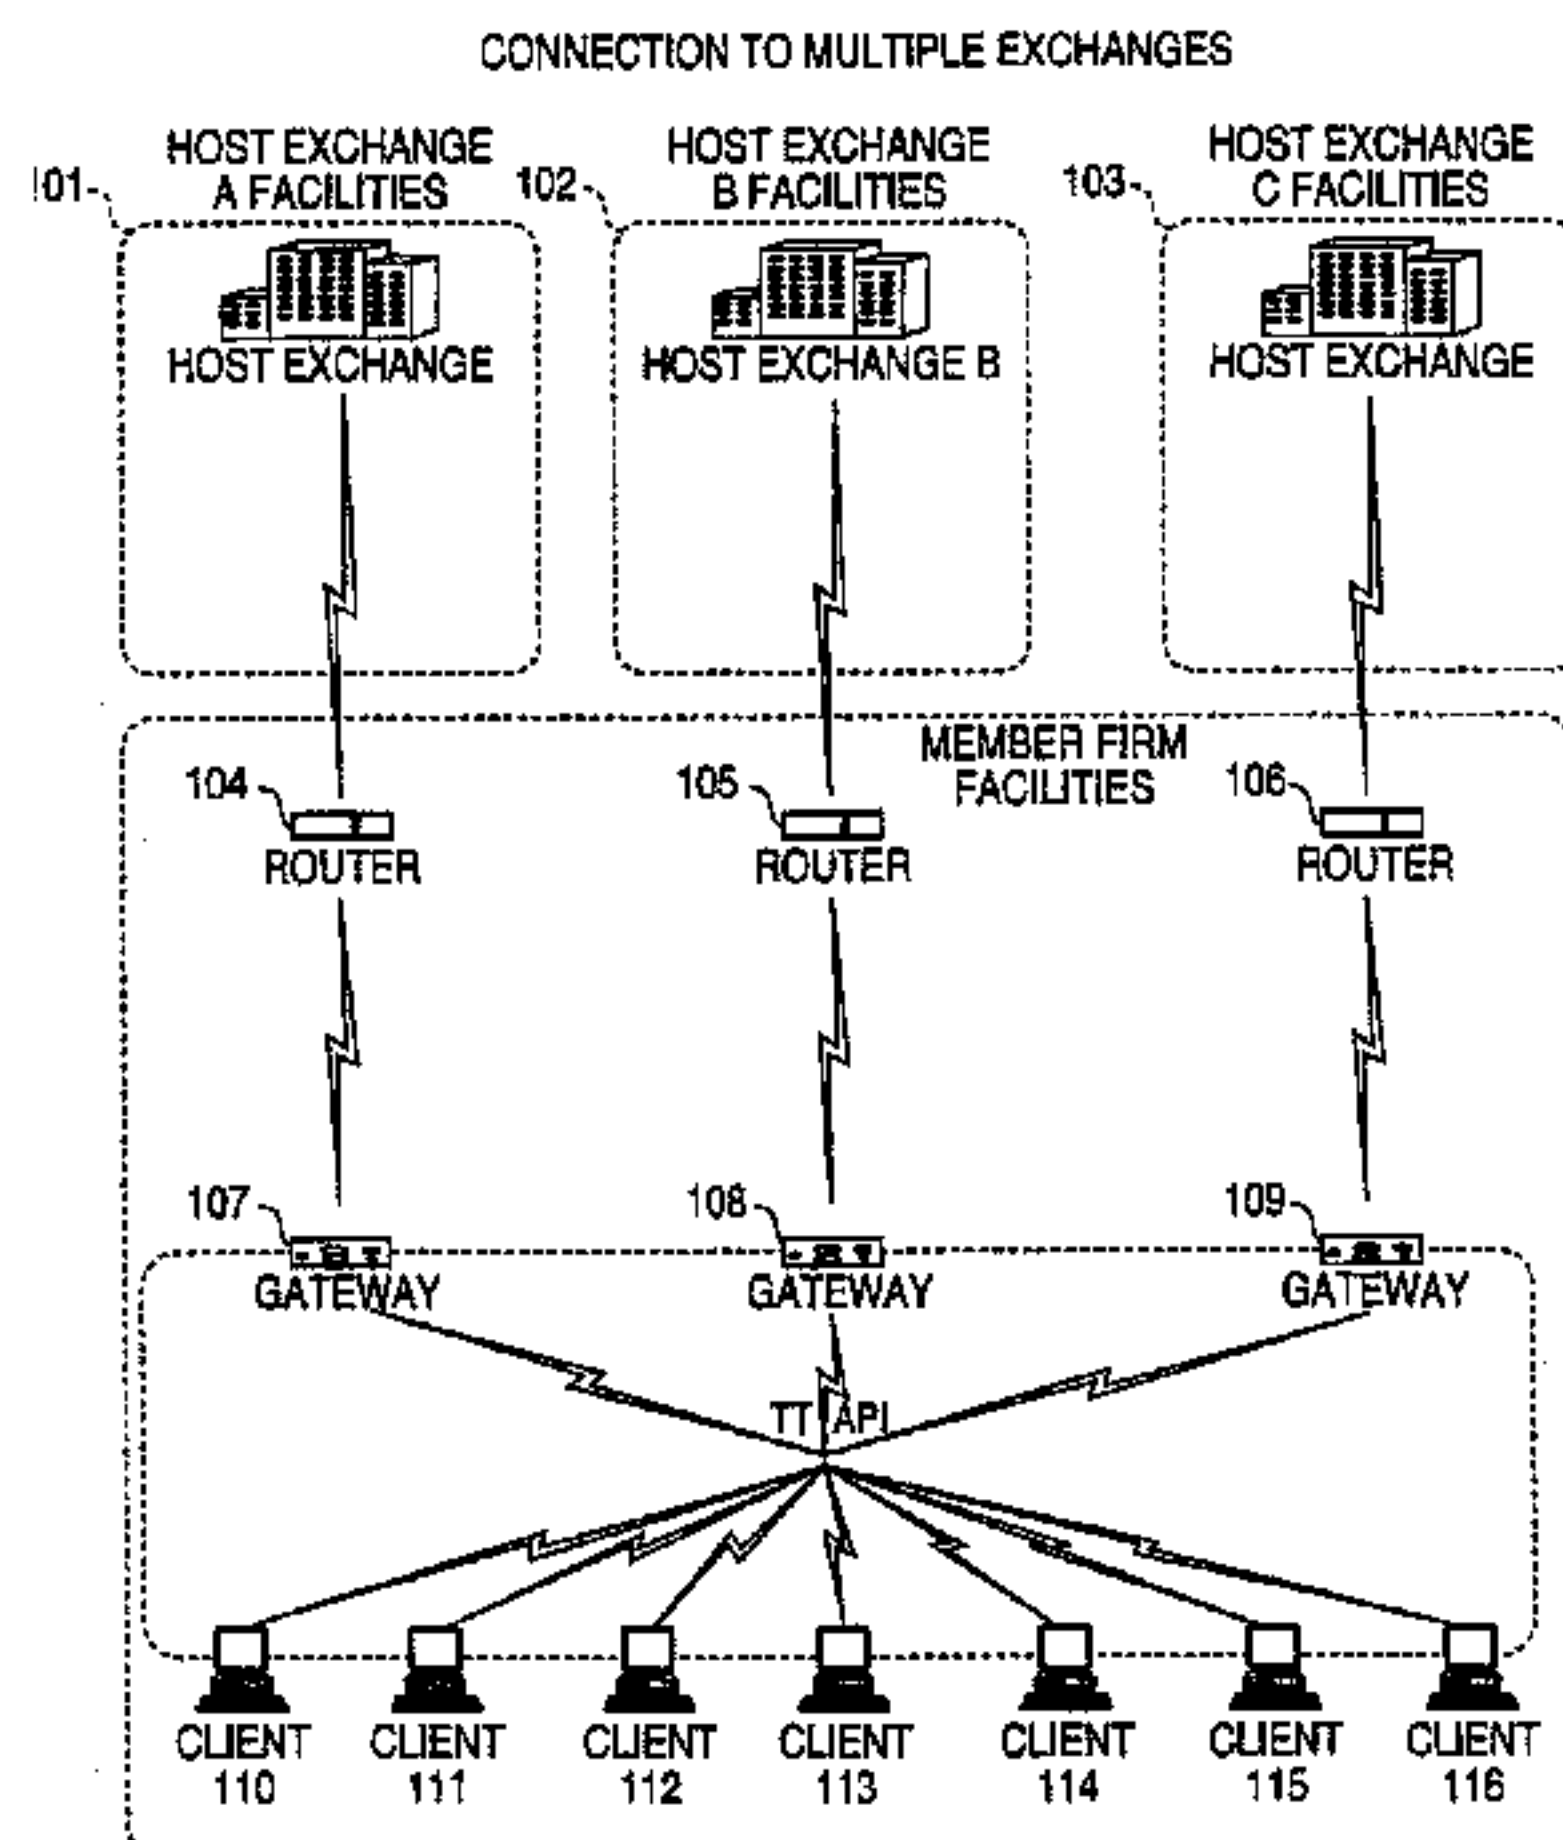 CONNECTION TO MULTIPLE EXCHANGES
HOST EXCHANGE
A FACILITIES
HOST EXCHANGE
B FACILITIES
HOST EXCHANGE
C FACILITIES
101
102
103
HOST EXCHANGE
HOST EXCHANGE B
HOST EXCHANGE
MEMBER FIRM
FACILITIES
104
105
106
ROUTER
ROUTER
ROUTER
107
108
109
GATEWAY
GATEWAY
GATEWAY
TT API
CLIENT
110
CLIENT
111
CLIENT
112
CLIENT
113
CLIENT
114
CLIENT
115
CLIENT
116